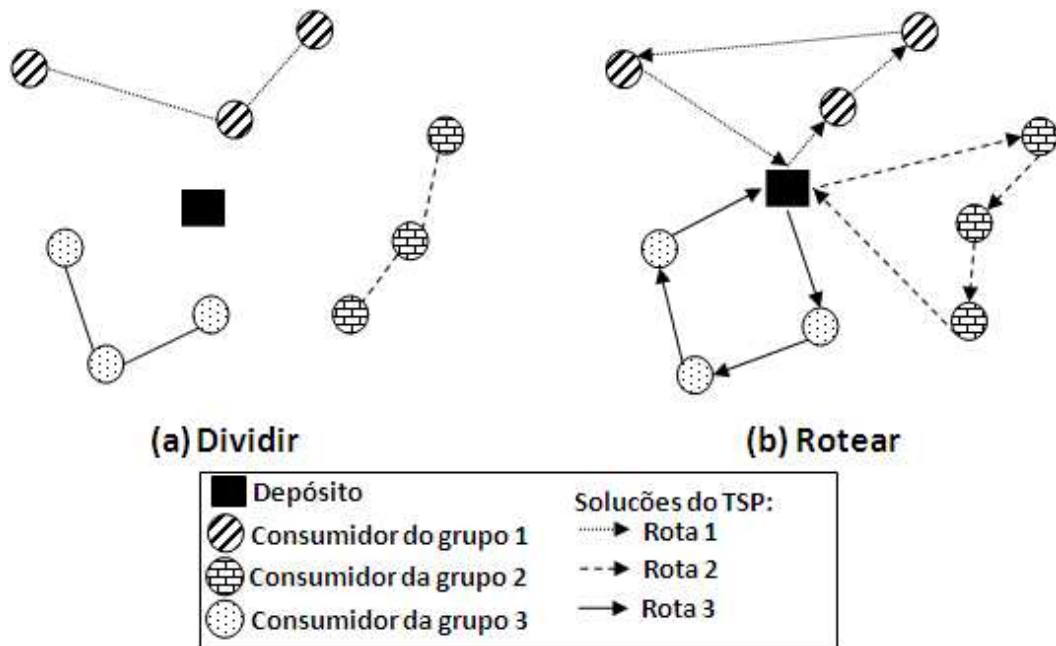 (a) Dividir
(b) Rotear
Depósito
Consumidor do grupo 1
Consumidor da grupo 2
Consumidor do grupo 3
Solucões do TSP:
Rota 1
Rota 2
Rota 3